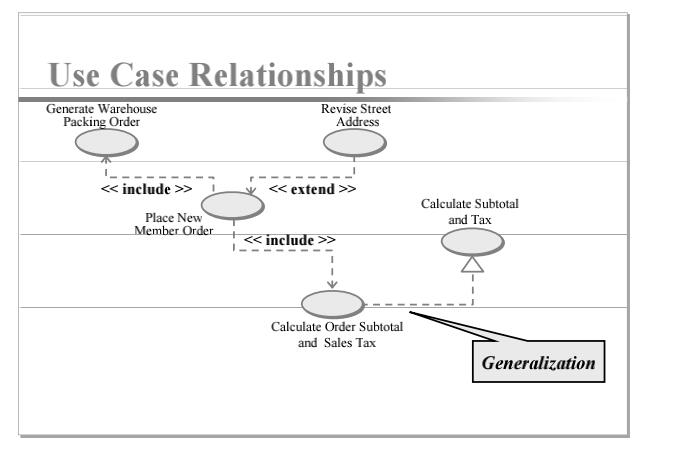 Use Case Relationships
Generate Warehouse
Packing Order
Revise Street
Address
<< include >>
<< extend >>
Calculate Subtotal
and Tax
Place New
Member Order
<< include >>
Calculate Order Subtotal
and Sales Tax
Generalization